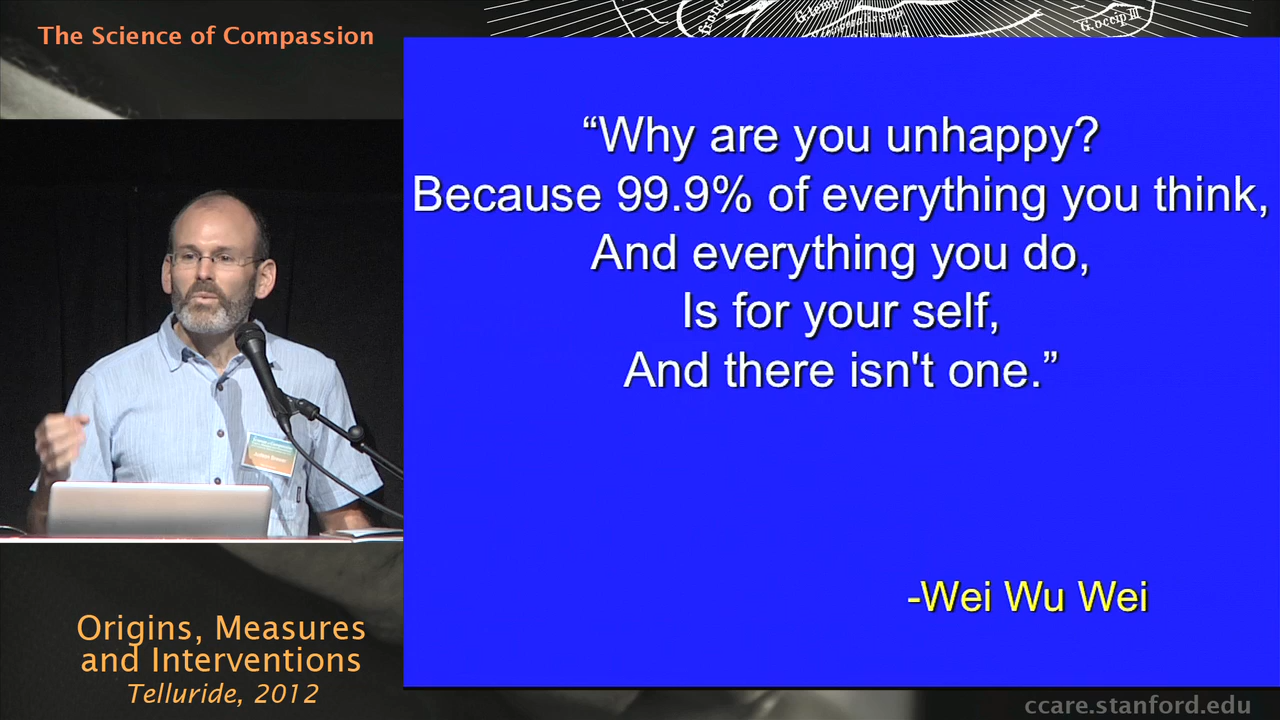 The Science of Compassion
“Why are you unhappy?
Because 99.9% of everything you think,
And everything you do,
Is for your self,
And there isn't one.”
-Wei Wu Wei
Origins, Measures
and Interventions
Telluride, 2012
ccare.stanford.edu
G.occip III